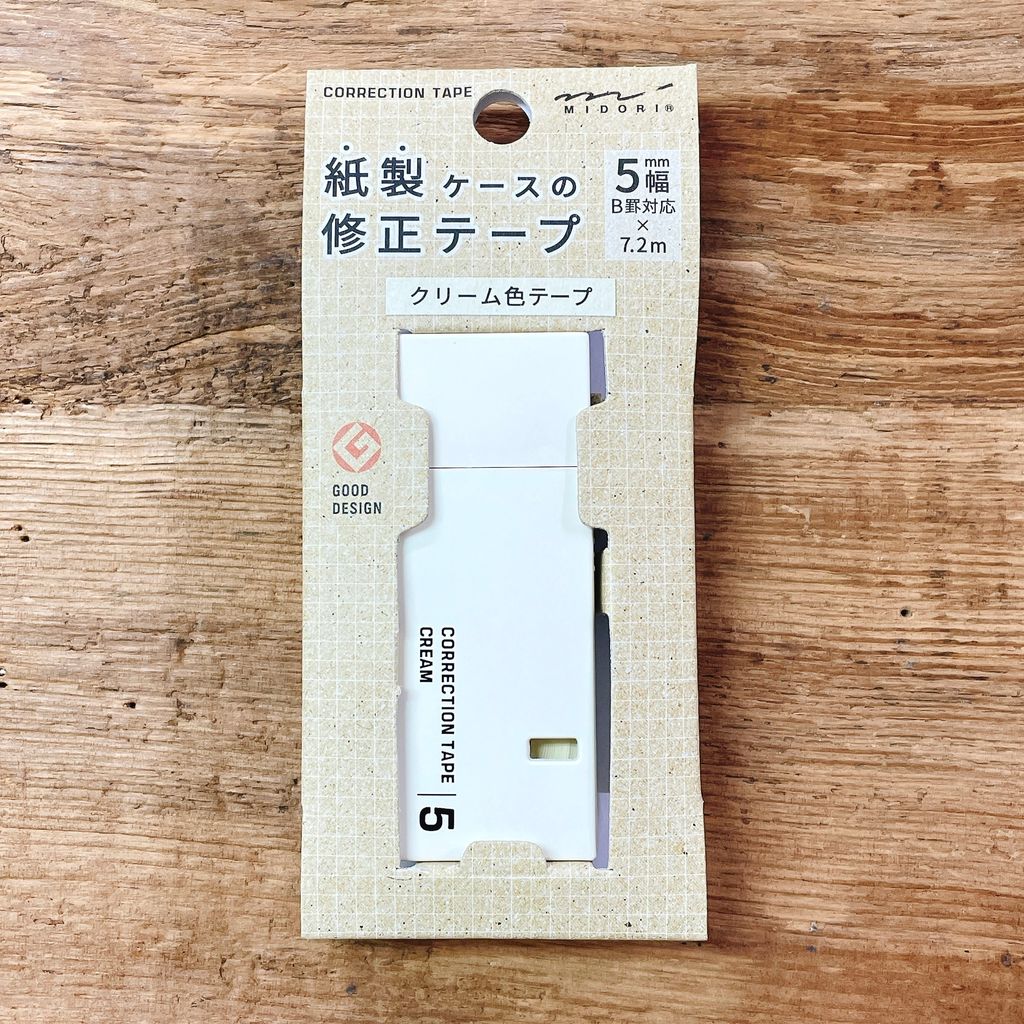 CORRECTION TAPE
MIDORI®
紙製ケースの
修正テープ
5mm幅
B罫対応
×
7.2m
クリーム色テープ
GOOD
DESIGN
CORRECTION TAPE 5
CREAM